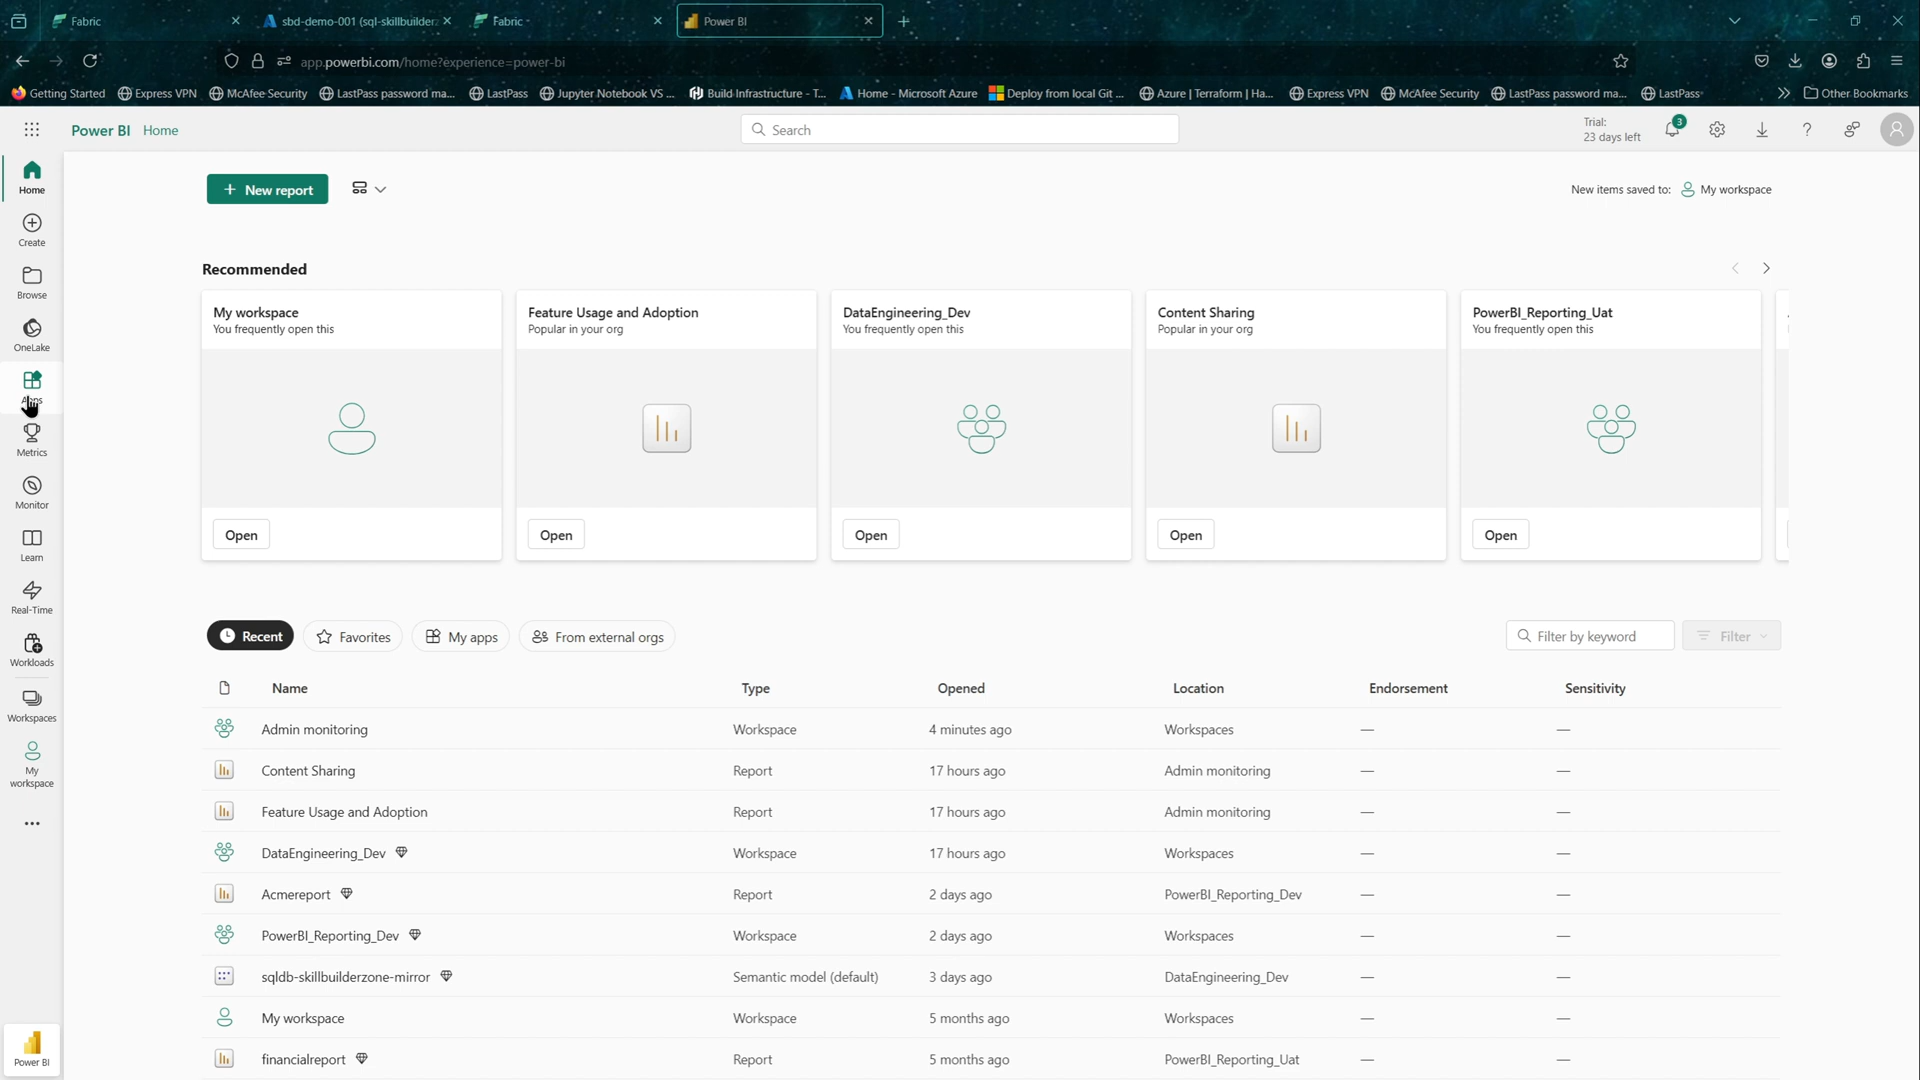 Fabric
sbd-demo-001 (sql-skillbuilder
Fabric
Power BI
app.powerbi.com/home?experience=power-bi
Getting Started
Express VPN
McAfee Security
LastPass password ma...
LastPass
Jupyter Notebook VS ...
Build Infrastructure - T...
Home - Microsoft Azure
Deploy from local Git ...
Azure | Terraform | Ha...
Express VPN
McAfee Security
LastPass password ma...
LastPass
Other Bookmarks
Power BI Home
Search
Trial:
23 days left
3
Home
Create
Browse
OneLake
Apps
Metrics
Monitor
Learn
Real-Time
Workloads
Workspaces
My
workspace
Power BI
+ New report
New items saved to: My workspace
Recommended
My workspace
You frequently open this
Open
Feature Usage and Adoption
Popular in your org
Open
DataEngineering_Dev
You frequently open this
Open
Content Sharing
Popular in your org
Open
PowerBI_Reporting_Uat
You frequently open this
Open
Recent
Favorites
My apps
From external orgs
Filter by keyword
Filter
Name Type Opened Location Endorsement Sensitivity
Admin monitoring Workspace 4 minutes ago Workspaces — —
Content Sharing Report 17 hours ago Admin monitoring — —
Feature Usage and Adoption Report 17 hours ago Admin monitoring — —
DataEngineering_Dev Workspace 17 hours ago Workspaces — —
Acmereport Report 2 days ago PowerBI_Reporting_Dev — —
PowerBI_Reporting_Dev Workspace 2 days ago Workspaces — —
sqldb-skillbuilderzone-mirror Semantic model (default) 3 days ago DataEngineering_Dev — —
My workspace Workspace 5 months ago Workspaces — —
financialreport Report 5 months ago PowerBI_Reporting_Uat — —